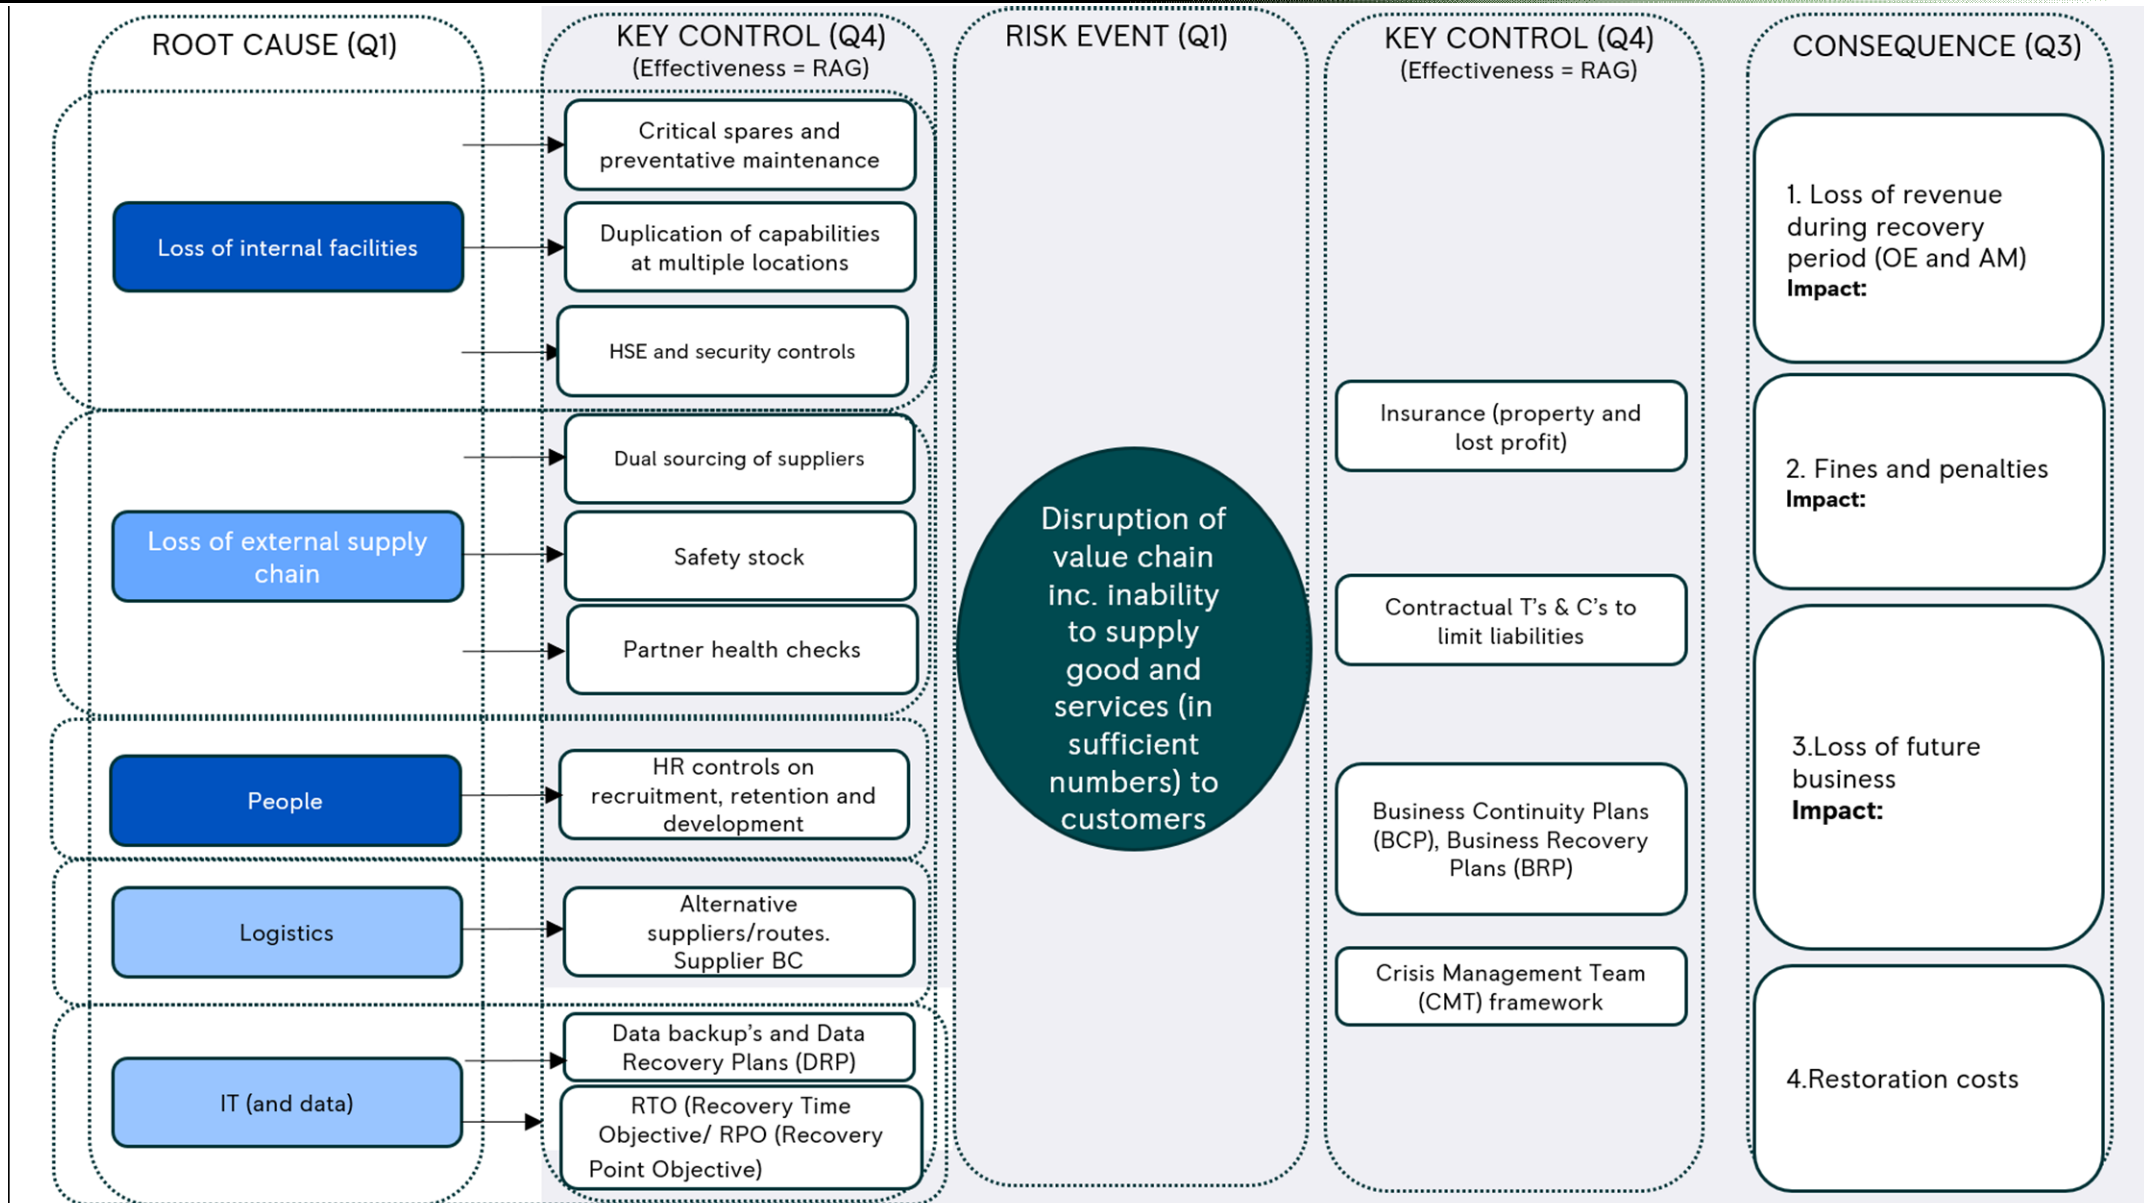 ROOT CAUSE (Q1)
Loss of internal facilities
Loss of external supply
chain
People
Logistics
IT (and data)
KEY CONTROL (Q4)
(Effectiveness = RAG)
Critical spares and
preventative maintenance
Duplication of capabilities
at multiple locations
HSE and security controls
Dual sourcing of suppliers
Safety stock
Partner health checks
HR controls on
recruitment, retention and
development
Alternative
suppliers/routes.
Supplier BC
Data backup’s and Data
Recovery Plans (DRP)
RTO (Recovery Time
Objective/ RPO (Recovery
Point Objective)
RISK EVENT (Q1)
Disruption of
value chain
inc. inability
to supply
good and
services (in
sufficient
numbers) to
customers
KEY CONTROL (Q4)
(Effectiveness = RAG)
Insurance (property and
lost profit)
Contractual T’s & C’s to
limit liabilities
Business Continuity Plans
(BCP), Business Recovery
Plans (BRP)
Crisis Management Team
(CMT) framework
CONSEQUENCE (Q3)
1. Loss of revenue
during recovery
period (OE and AM)
Impact:
2. Fines and penalties
Impact:
3.Loss of future
business
Impact:
4.Restoration costs